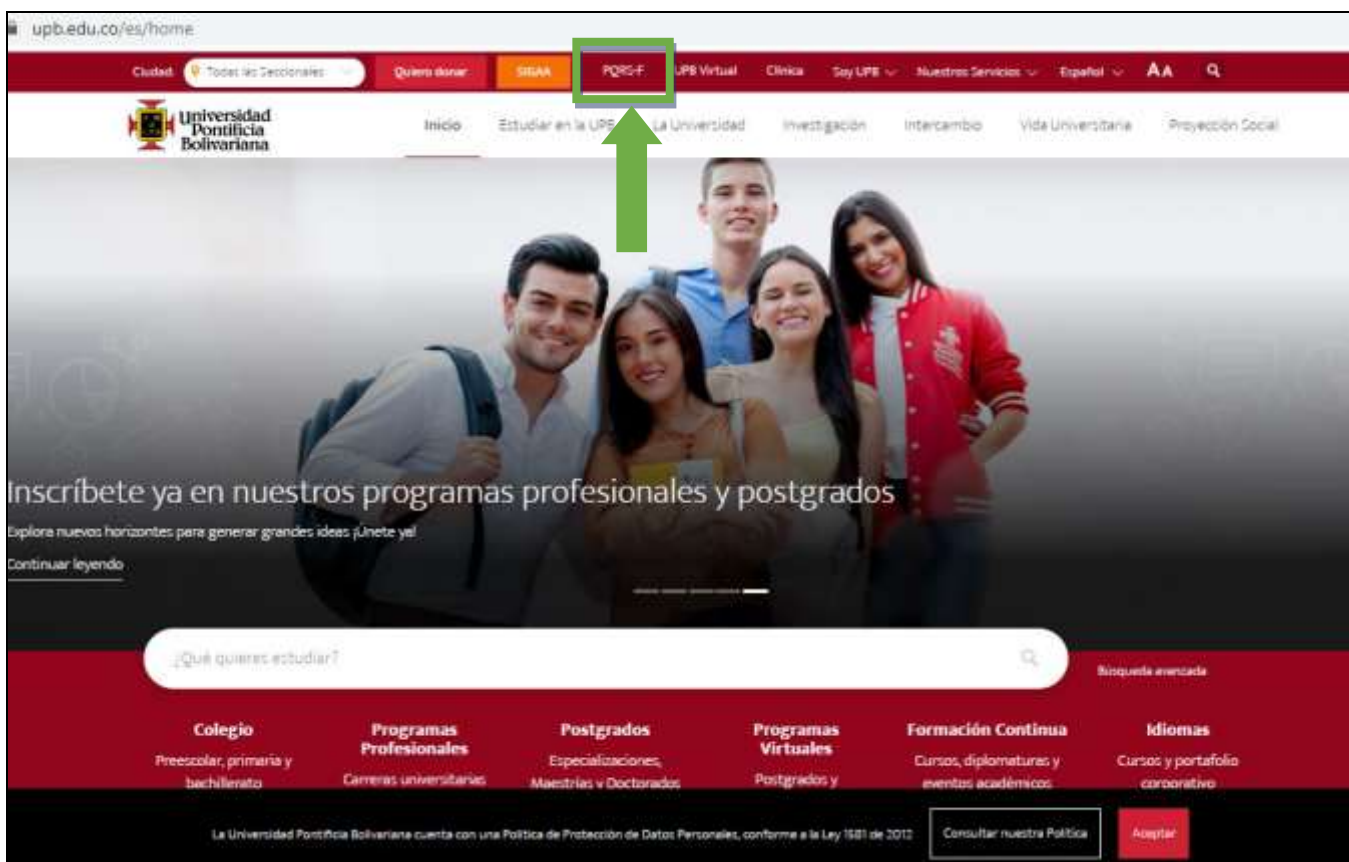 upb.edu.co/es/home
Ciudad: Todas las Seccionales Quiero donar SIGAA PQRS-F UPB Virtual Clínica Soy UPB Nuestros Servicios Español AA
Universidad
Pontificia
Bolivariana
Inicio Estudiar en la UPB La Universidad Investigación Intercambio Vida Universitaria Proyección Social
Inscríbete ya en nuestros programas profesionales y postgrados
Explora nuevos horizontes para generar grandes ideas ¡Únete ya!
Continuar leyendo
¿Qué quieres estudiar?
Búsqueda avanzada
Colegio
Preescolar, primaria y
bachillerato
Programas
Profesionales
Carreras universitarias
Postgrados
Especializaciones,
Maestrías y Doctorados
Programas
Virtuales
Postgrados y
Formación Continua
Cursos, diplomaturas y
eventos académicos
Idiomas
Cursos y portafolio
corporativo
La Universidad Pontificia Bolivariana cuenta con una Política de Protección de Datos Personales, conforme a la Ley 1581 de 2012
Consultar nuestra Política
Aceptar